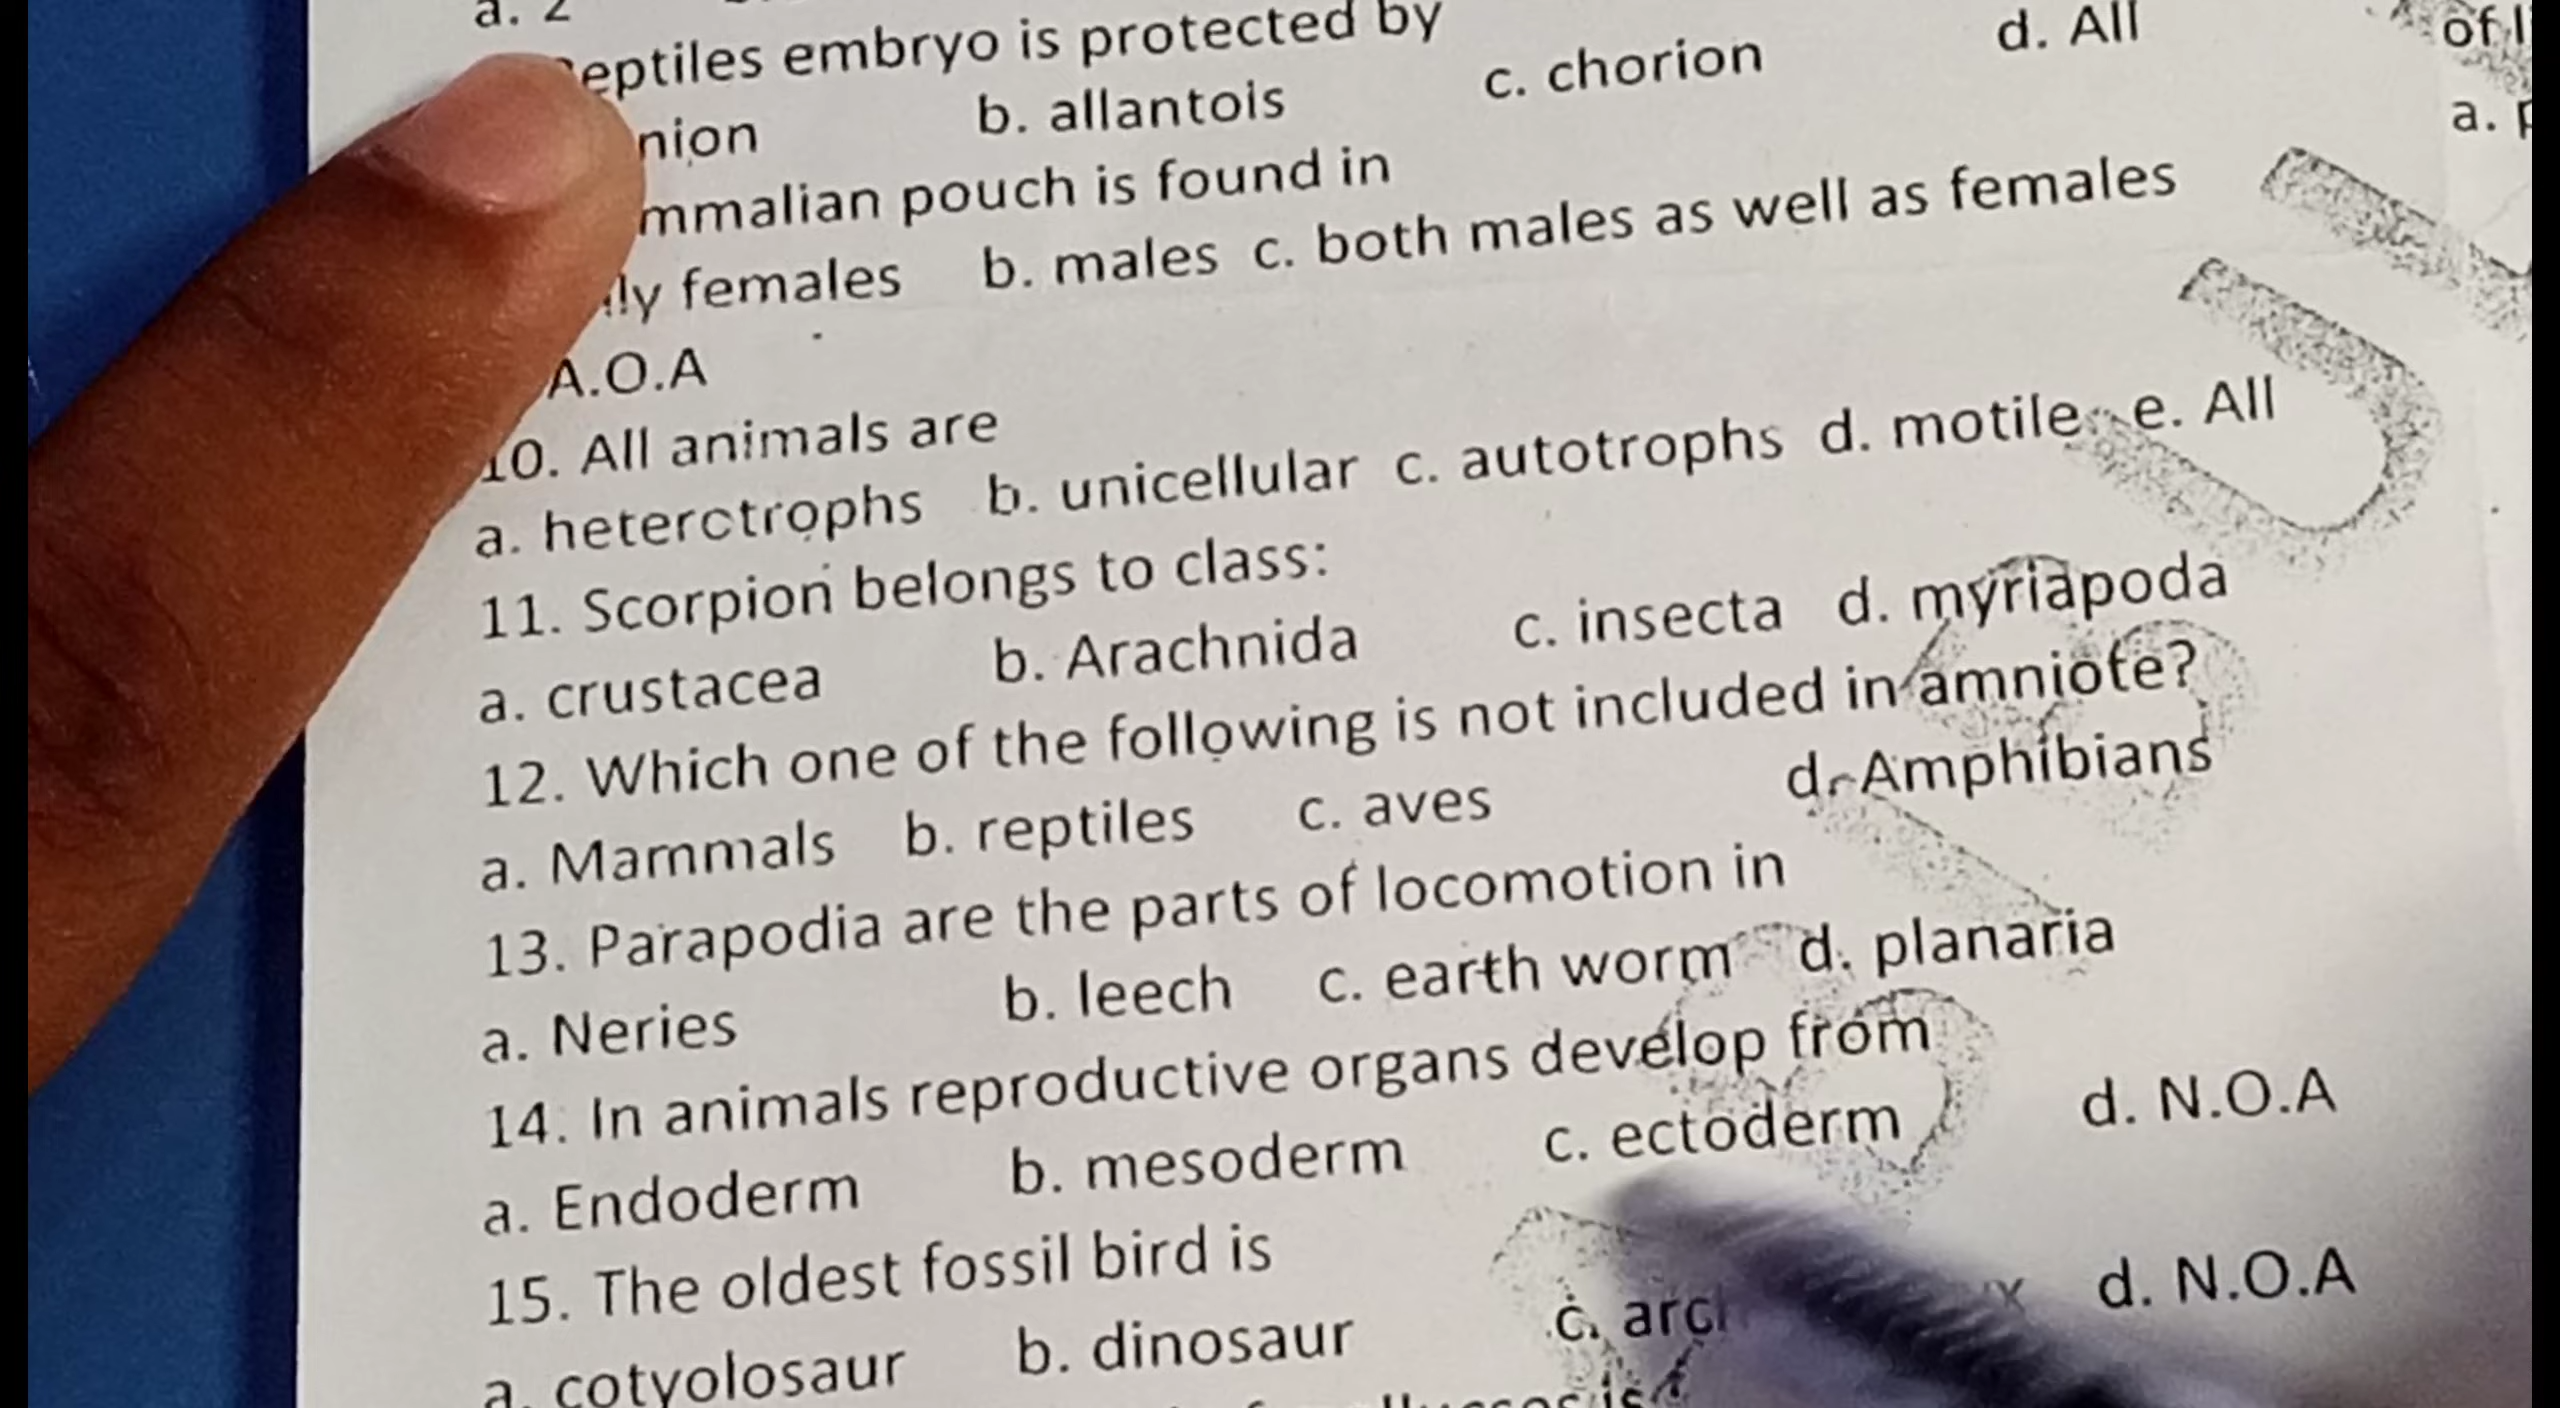 a. 2
eptiles embryo is protected by
nion b. allantois c. chorion d. All
mmalian pouch is found in
lly females b. males c. both males as well as females
A.O.A
10. All animals are
a. heterotrophs b. unicellular c. autotrophs d. motile e. All
11. Scorpion belongs to class:
a. crustacea b. Arachnida c. insecta d. myriapoda
12. Which one of the following is not included in amniote?
a. Mammals b. reptiles c. aves d. Amphibians
13. Parapodia are the parts of locomotion in
a. Neries b. leech c. earth worm d. planaria
14. In animals reproductive organs develop from
a. Endoderm b. mesoderm c. ectoderm d. N.O.A
15. The oldest fossil bird is
a. cotyolosaur b. dinosaur c. arc d. N.O.A
of
a.